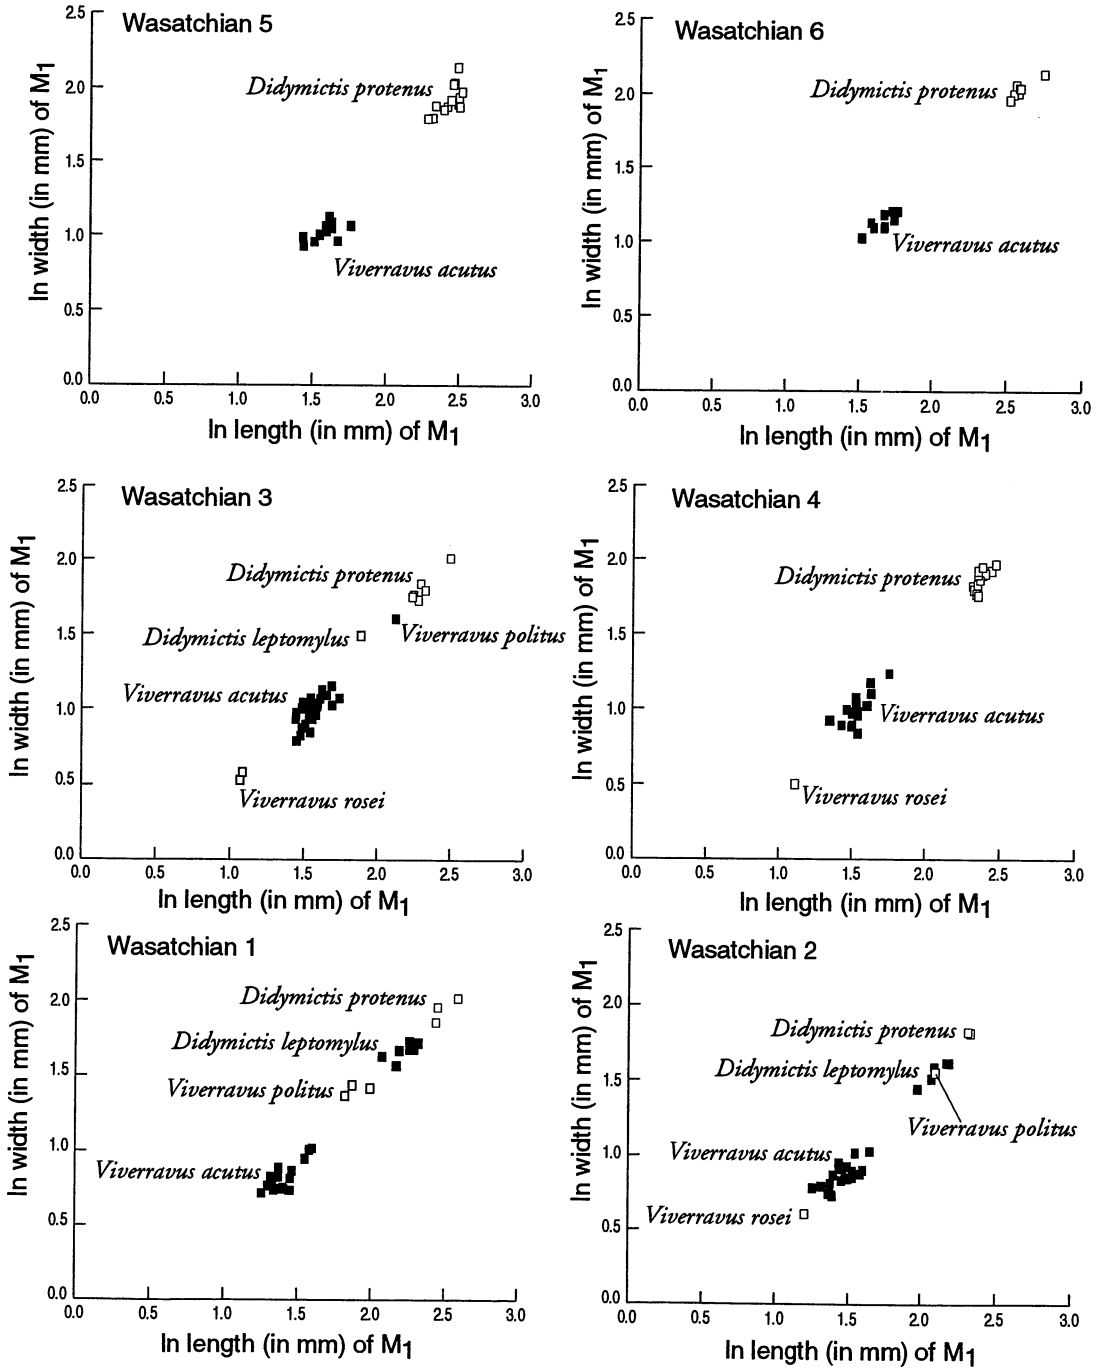 Wasatchian 5
2.5
2.0
1.5
1.0
0.5
0.0
ln width (in mm) of M1
Didymictis protenus
Viverravus acutus
0.0 0.5 1.0 1.5 2.0 2.5 3.0
ln length (in mm) of M1
Wasatchian 6
2.5
2.0
1.5
1.0
0.5
0.0
ln width (in mm) of M1
Didymictis protenus
Viverravus acutus
0.0 0.5 1.0 1.5 2.0 2.5 3.0
ln length (in mm) of M1
Wasatchian 3
2.5
2.0
1.5
1.0
0.5
0.0
ln width (in mm) of M1
Didymictis protenus
Viverravus politus
Didymictis leptomylus
Viverravus acutus
Viverravus rosei
0.0 0.5 1.0 1.5 2.0 2.5 3.0
ln length (in mm) of M1
Wasatchian 4
2.5
2.0
1.5
1.0
0.5
0.0
ln width (in mm) of M1
Didymictis protenus
Viverravus acutus
Viverravus rosei
0.0 0.5 1.0 1.5 2.0 2.5 3.0
ln length (in mm) of M1
Wasatchian 1
2.5
2.0
1.5
1.0
0.5
0.0
ln width (in mm) of M1
Didymictis protenus
Didymictis leptomylus
Viverravus politus
Viverravus acutus
0.0 0.5 1.0 1.5 2.0 2.5 3.0
ln length (in mm) of M1
Wasatchian 2
2.5
2.0
1.5
1.0
0.5
0.0
ln width (in mm) of M1
Didymictis protenus
Didymictis leptomylus
Viverravus politus
Viverravus acutus
Viverravus rosei
0.0 0.5 1.0 1.5 2.0 2.5 3.0
ln length (in mm) of M1